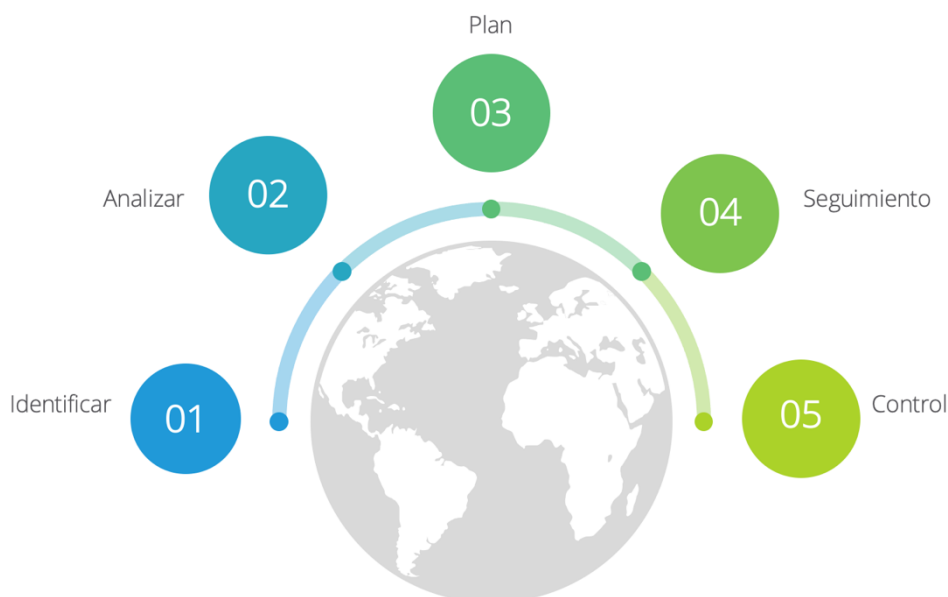 Identificar
01
Analizar
02
Plan
03
04
Seguimiento
05
Control